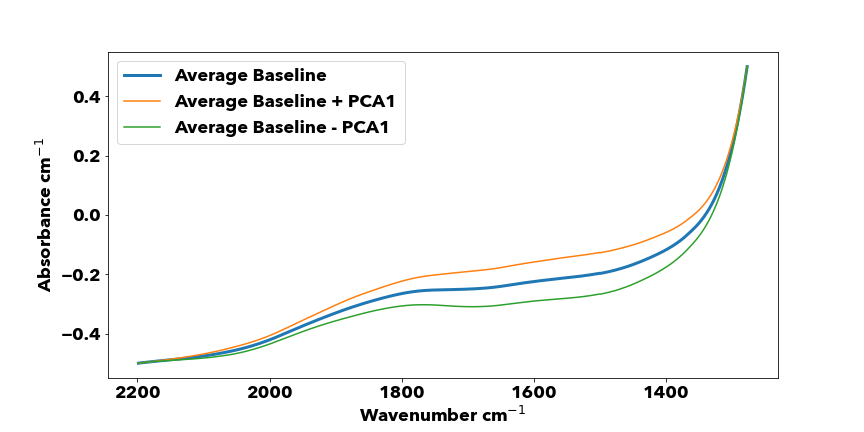 Average Baseline
Average Baseline + PCA1
Average Baseline - PCA1
0.4
0.2
0.0
−0.2
−0.4
Absorbance cm⁻¹
2200 2000 1800 1600 1400
Wavenumber cm⁻¹